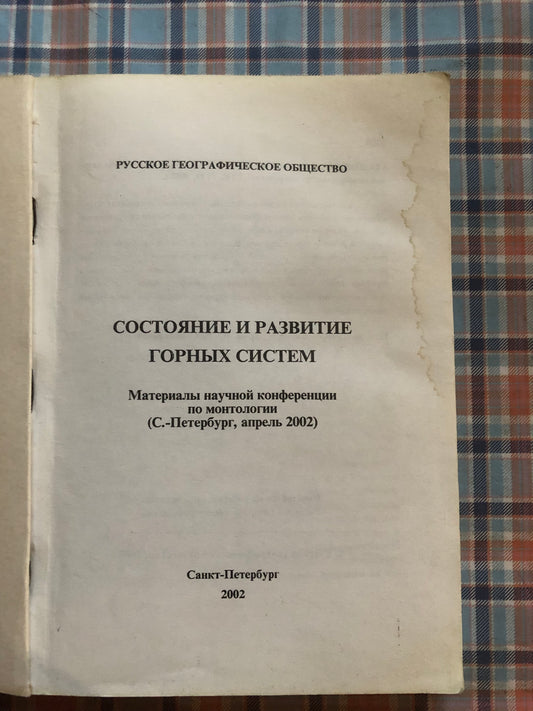 РУССКОЕ ГЕОГРАФИЧЕСКОЕ ОБЩЕСТВО
СОСТОЯНИЕ И РАЗВИТИЕ
ГОРНЫХ СИСТЕМ
Материалы научной конференции
по монтологии
(С.-Петербург, апрель 2002)
Санкт-Петербург
2002